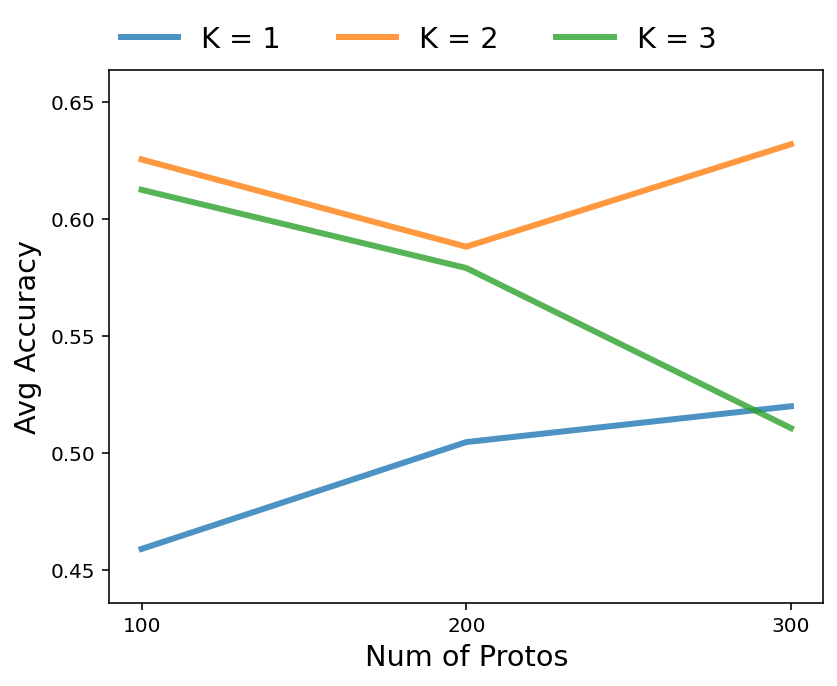 K = 1 K = 2 K = 3
0.65
0.60
0.55
0.50
0.45
Avg Accuracy
100 200 300
Num of Protos